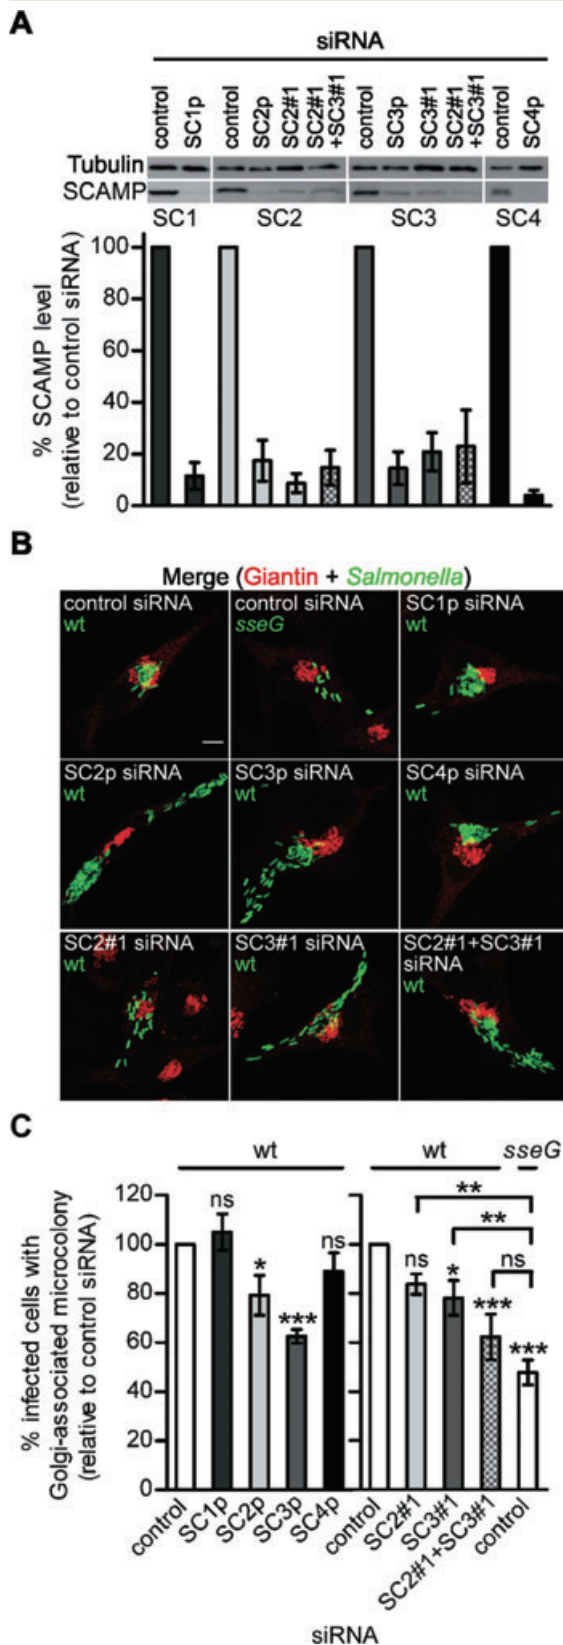 A
siRNA
control
SC1p
control
SC2p
SC2#1
SC2#1
+SC3#1
control
SC3p
SC3#1
SC2#1
+SC3#1
control
SC4p
Tubulin
SCAMP
SC1 SC2 SC3 SC4
% SCAMP level
(relative to control siRNA)
100
80
60
40
20
0
B
Merge (Giantin + Salmonella)
control siRNA
wt
control siRNA
sseG
SC1p siRNA
wt
SC2p siRNA
wt
SC3p siRNA
wt
SC4p siRNA
wt
SC2#1 siRNA
wt
SC3#1 siRNA
wt
SC2#1+SC3#1
siRNA
wt
C
wt wt sseG
% infected cells with
Golgi-associated microcolony
(relative to control siRNA)
120
100
80
60
40
20
0
ns
*
***
ns
**
**
ns
ns
*
***
***
control
SC1p
SC2p
SC3p
SC4p
control
SC2#1
SC3#1
SC2#1+SC3#1
control
siRNA